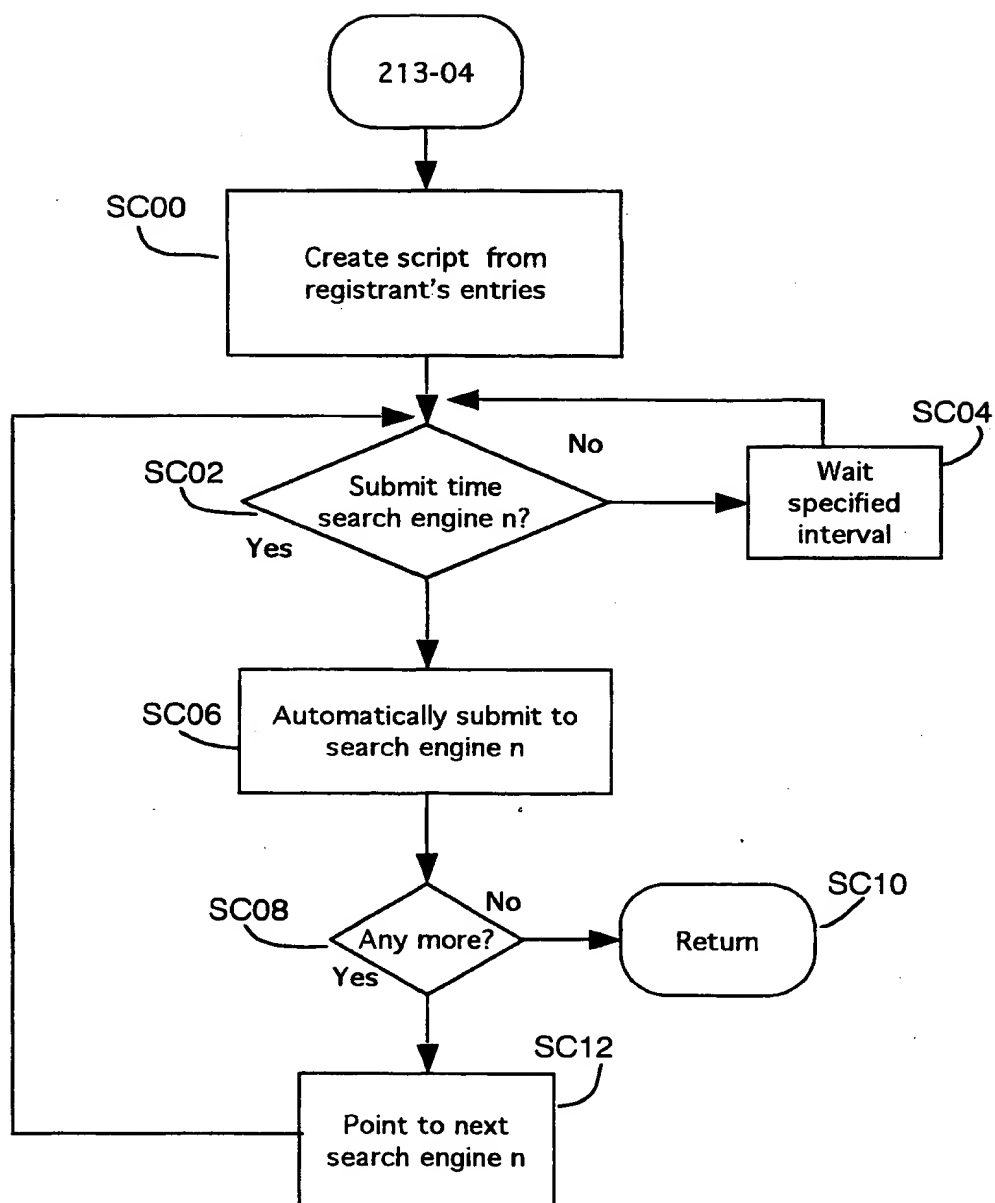 213-04
SC00
Create script from
registrant's entries
SC04
No
Wait
specified
interval
SC02
Submit time
search engine n?
Yes
SC06
Automatically submit to
search engine n
SC08
No
Any more?
Yes
SC10
Return
SC12
Point to next
search engine n